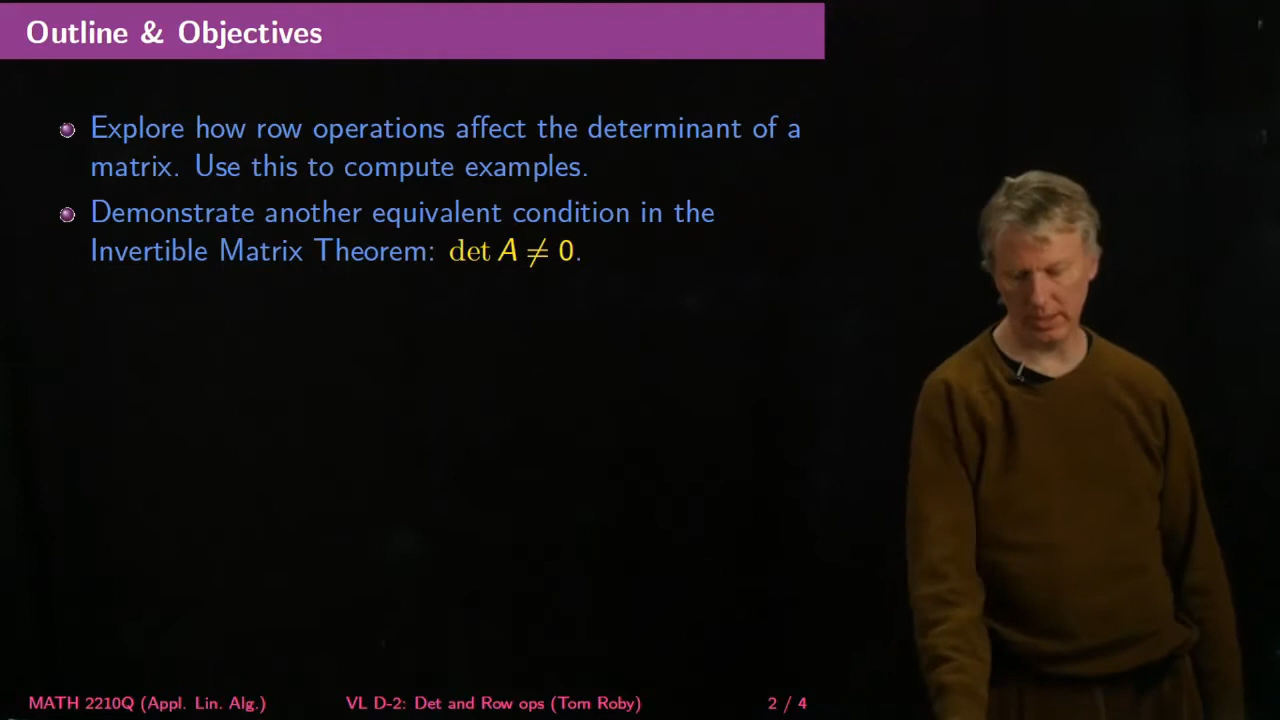 Outline & Objectives
Explore how row operations affect the determinant of a
matrix. Use this to compute examples.
Demonstrate another equivalent condition in the
Invertible Matrix Theorem: det A ≠ 0.
MATH 2210Q (Appl. Lin. Alg.) VL D-2: Det and Row ops (Tom Roby) 2 / 4